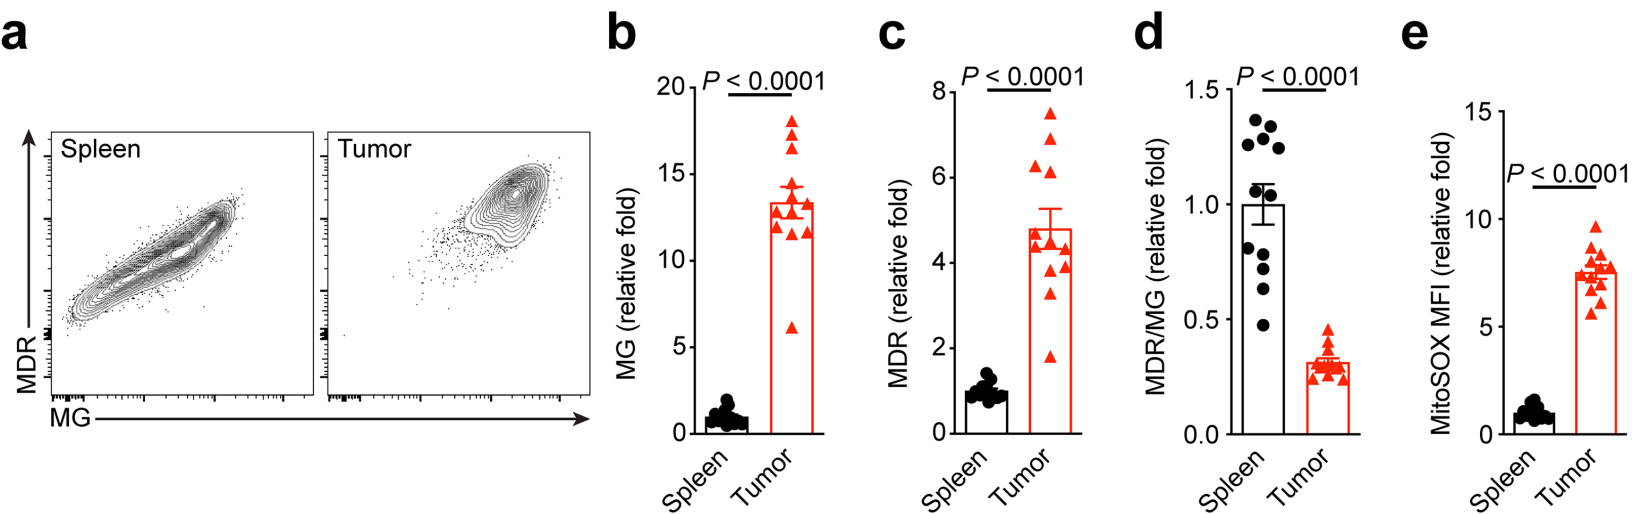 a
Spleen
Tumor
MDR
MG
b
P < 0.0001
MG (relative fold)
20
15
10
5
0
Spleen
Tumor
c
P < 0.0001
MDR (relative fold)
8
6
4
2
0
Spleen
Tumor
d
P < 0.0001
MDR/MG (relative fold)
1.5
1.0
0.5
0.0
Spleen
Tumor
e
P < 0.0001
MitoSOX MFI (relative fold)
15
10
5
0
Spleen
Tumor